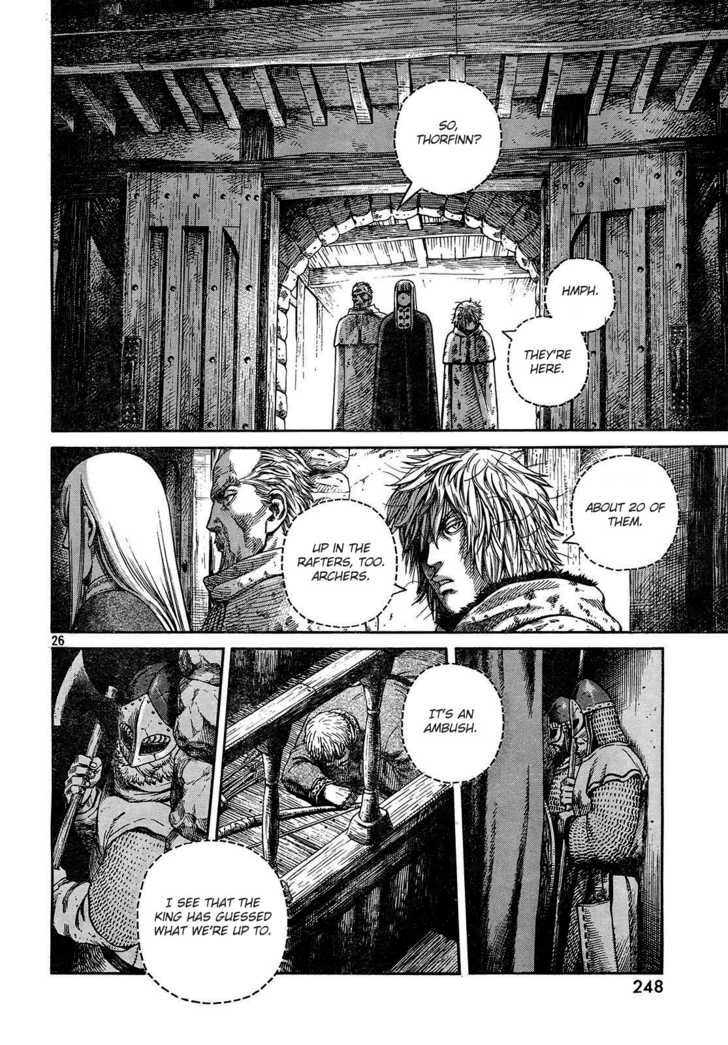 SO,
THORFINN?
HMPH.
THEY'RE
HERE.
ABOUT 20 OF
THEM.
UP IN THE
RAFTERS, TOO.
ARCHERS.
26
IT'S AN
AMBUSH.
I SEE THAT THE
KING HAS GUESSED
WHAT WE'RE UP TO.
248